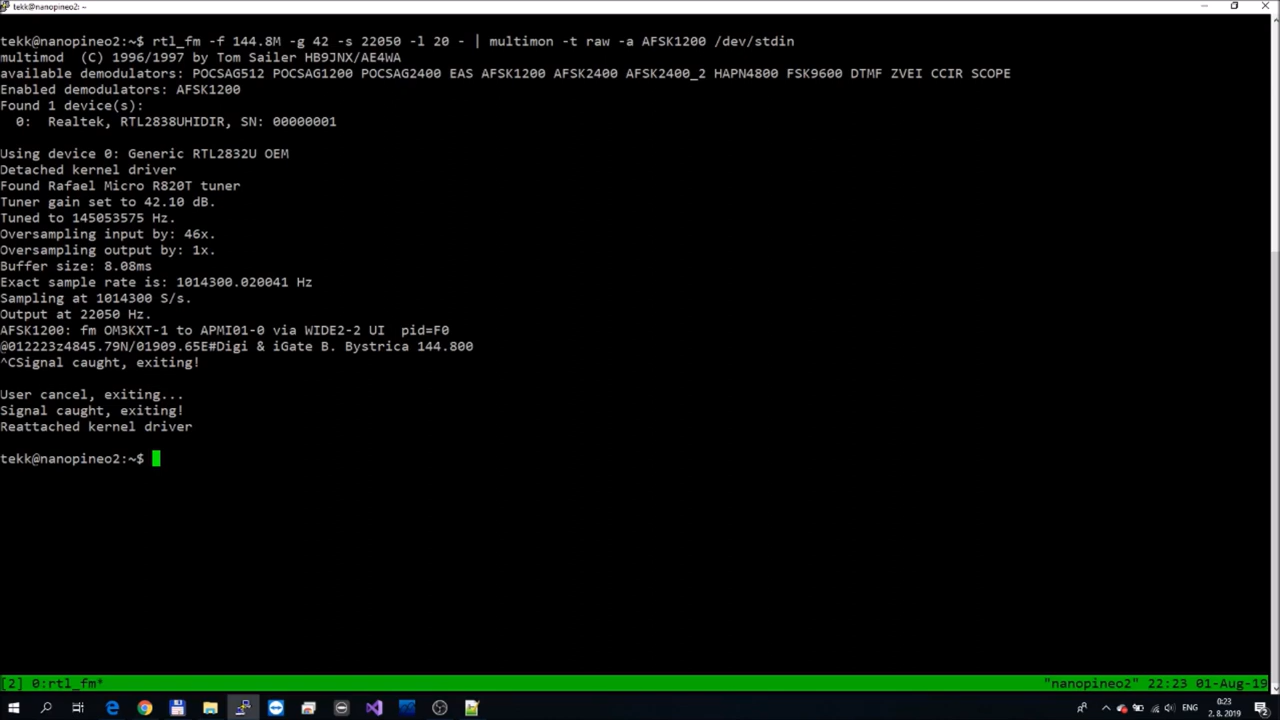 tekk@nanopineo2: ~
tekk@nanopineo2:~$ rtl_fm -f 144.8M -g 42 -s 22050 -l 20 - | multimon -t raw -a AFSK1200 /dev/stdin
multimod  (C) 1996/1997 by Tom Sailer HB9JNX/AE4WA
available demodulators: POCSAG512 POCSAG1200 POCSAG2400 EAS AFSK1200 AFSK2400 AFSK2400_2 HAPN4800 FSK9600 DTMF ZVEI CCIR SCOPE
Enabled demodulators: AFSK1200
Found 1 device(s):
  0:  Realtek, RTL2838UHIDIR, SN: 00000001
Using device 0: Generic RTL2832U OEM
Detached kernel driver
Found Rafael Micro R820T tuner
Tuner gain set to 42.10 dB.
Tuned to 145053575 Hz.
Oversampling input by: 46x.
Oversampling output by: 1x.
Buffer size: 8.08ms
Exact sample rate is: 1014300.020041 Hz
Sampling at 1014300 S/s.
Output at 22050 Hz.
AFSK1200: fm OM3KXT-1 to APMI01-0 via WIDE2-2 UI  pid=F0
@012223z4845.79N/01909.65E#Digi & iGate B. Bystrica 144.800
^CSignal caught, exiting!
User cancel, exiting...
Signal caught, exiting!
Reattached kernel driver
tekk@nanopineo2:~$
[2] 0:rtl_fm* "nanopineo2" 22:23 01-Aug-19
ENG
0:23
2. 8. 2019
2